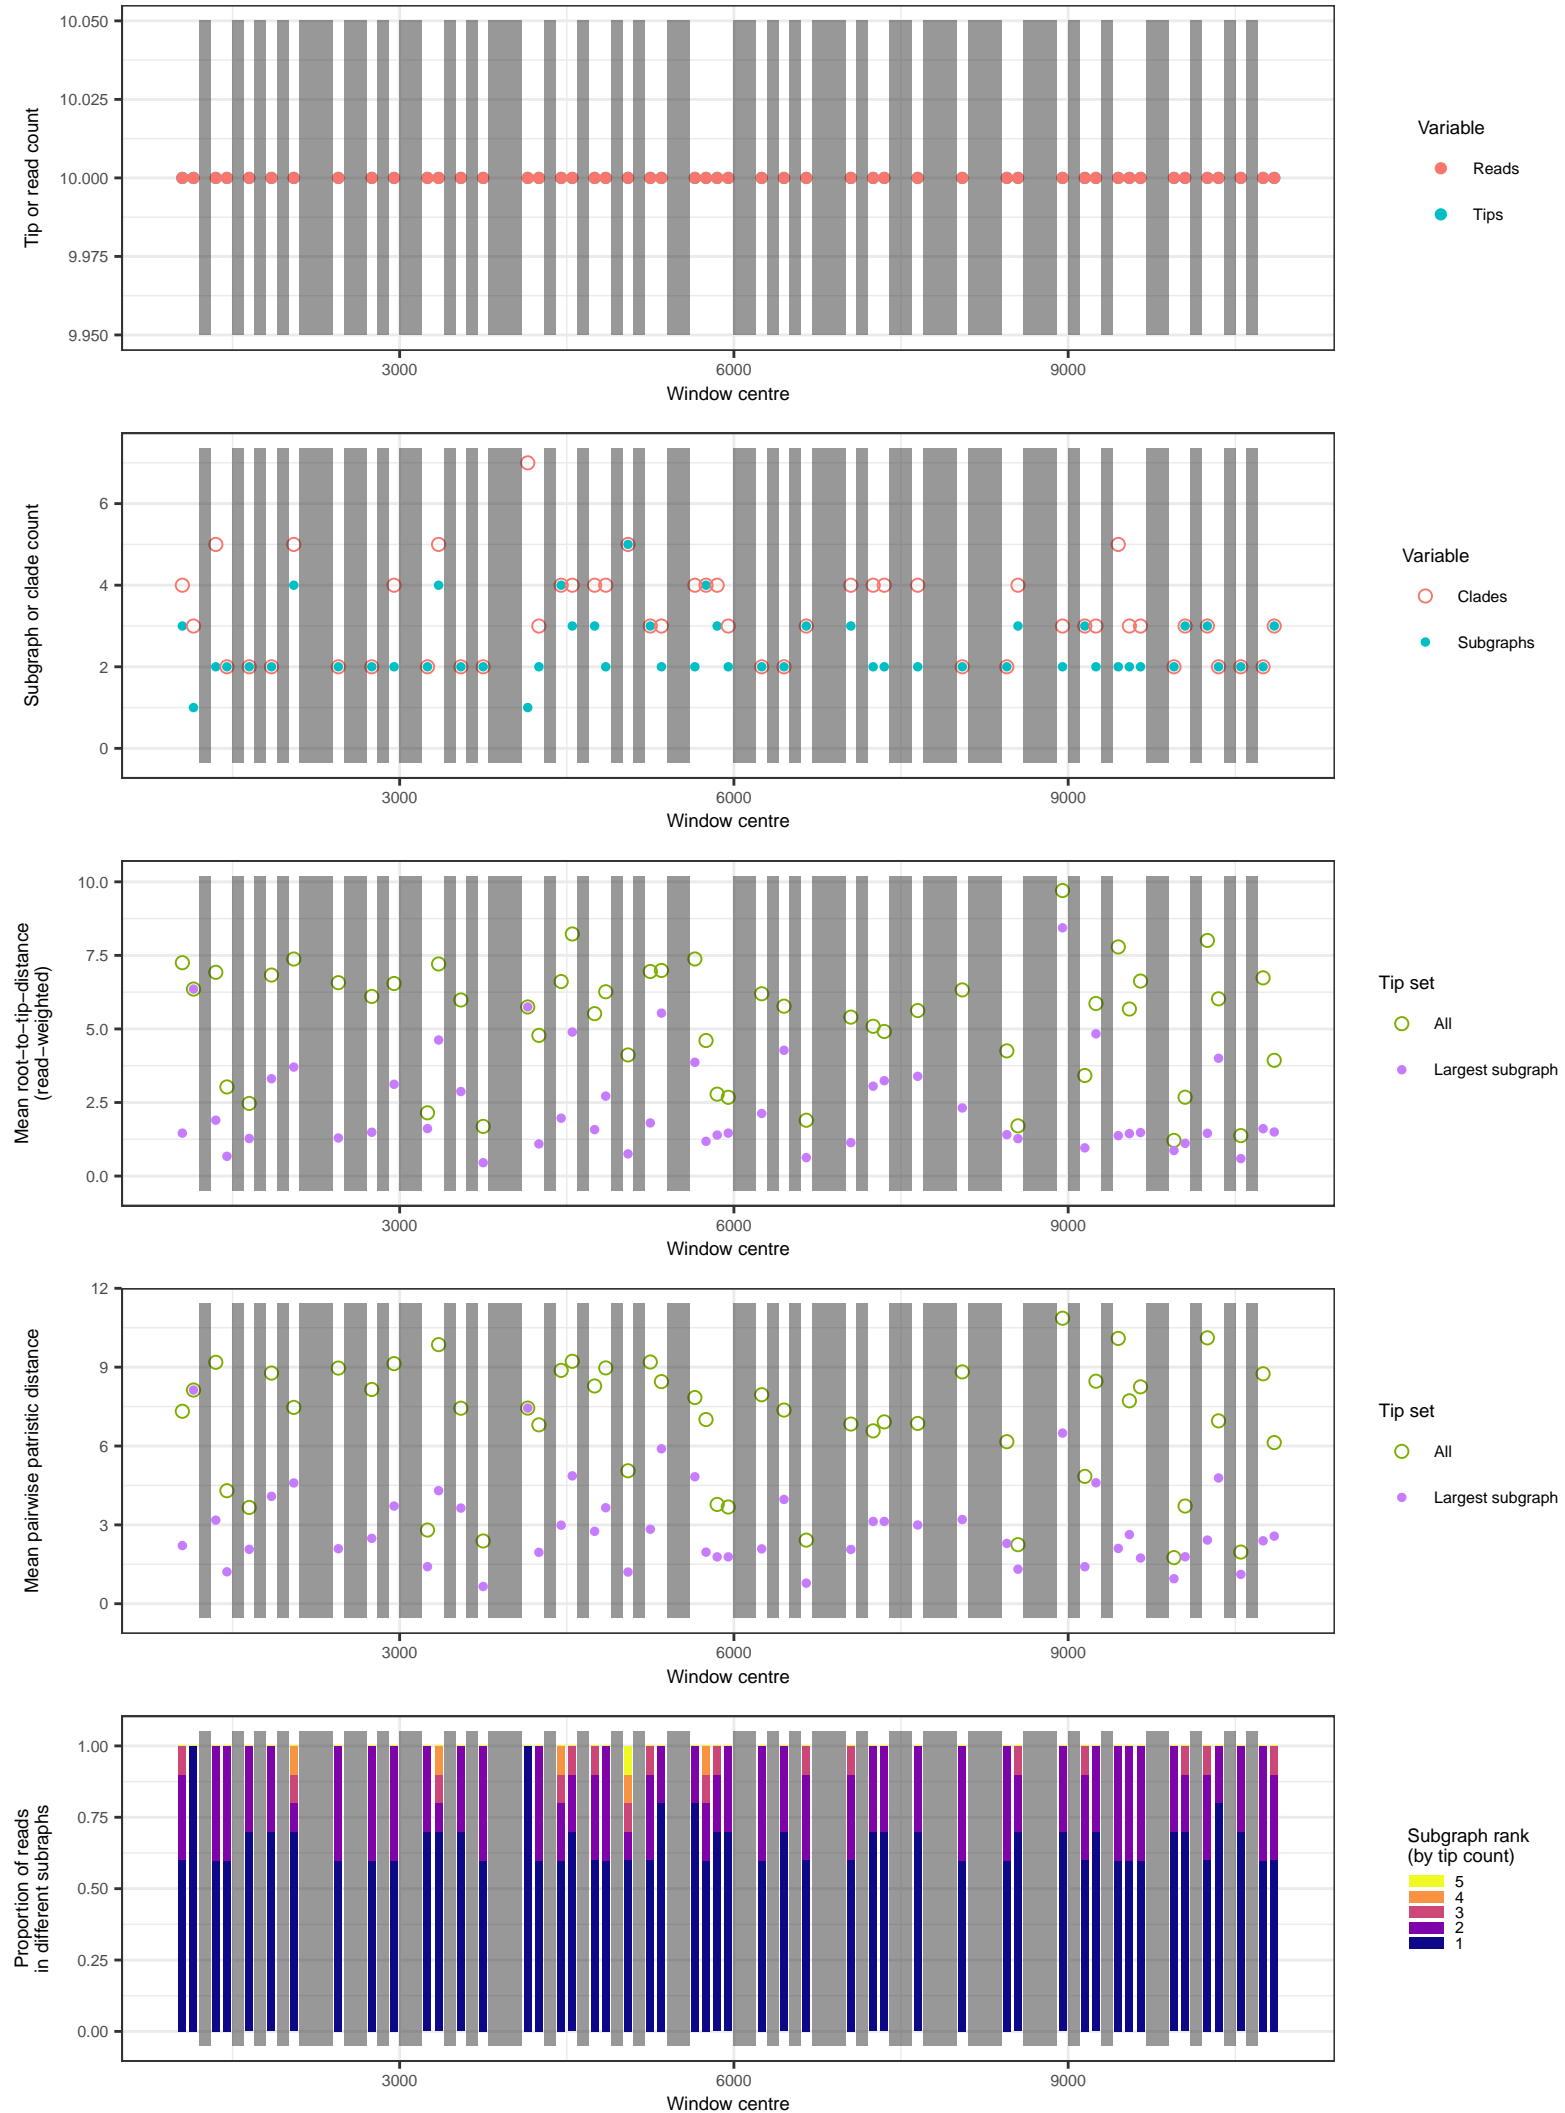 10.050
10.025
10.000
9.975
9.950
Tip or read count
3000
6000
9000
Window centre
Variable
Reads
Tips
6
4
2
0
Subgraph or clade count
3000
6000
9000
Window centre
Variable
Clades
Subgraphs
10.0
7.5
5.0
2.5
0.0
Mean root−to−tip−distance
(read−weighted)
3000
6000
9000
Window centre
Tip set
All
Largest subgraph
12
9
6
3
0
Mean pairwise patristic distance
3000
6000
9000
Window centre
Tip set
All
Largest subgraph
1.00
0.75
0.50
0.25
0.00
Proportion of reads
in different subraphs
3000
6000
9000
Window centre
Subgraph rank
(by tip count)
5
4
3
2
1